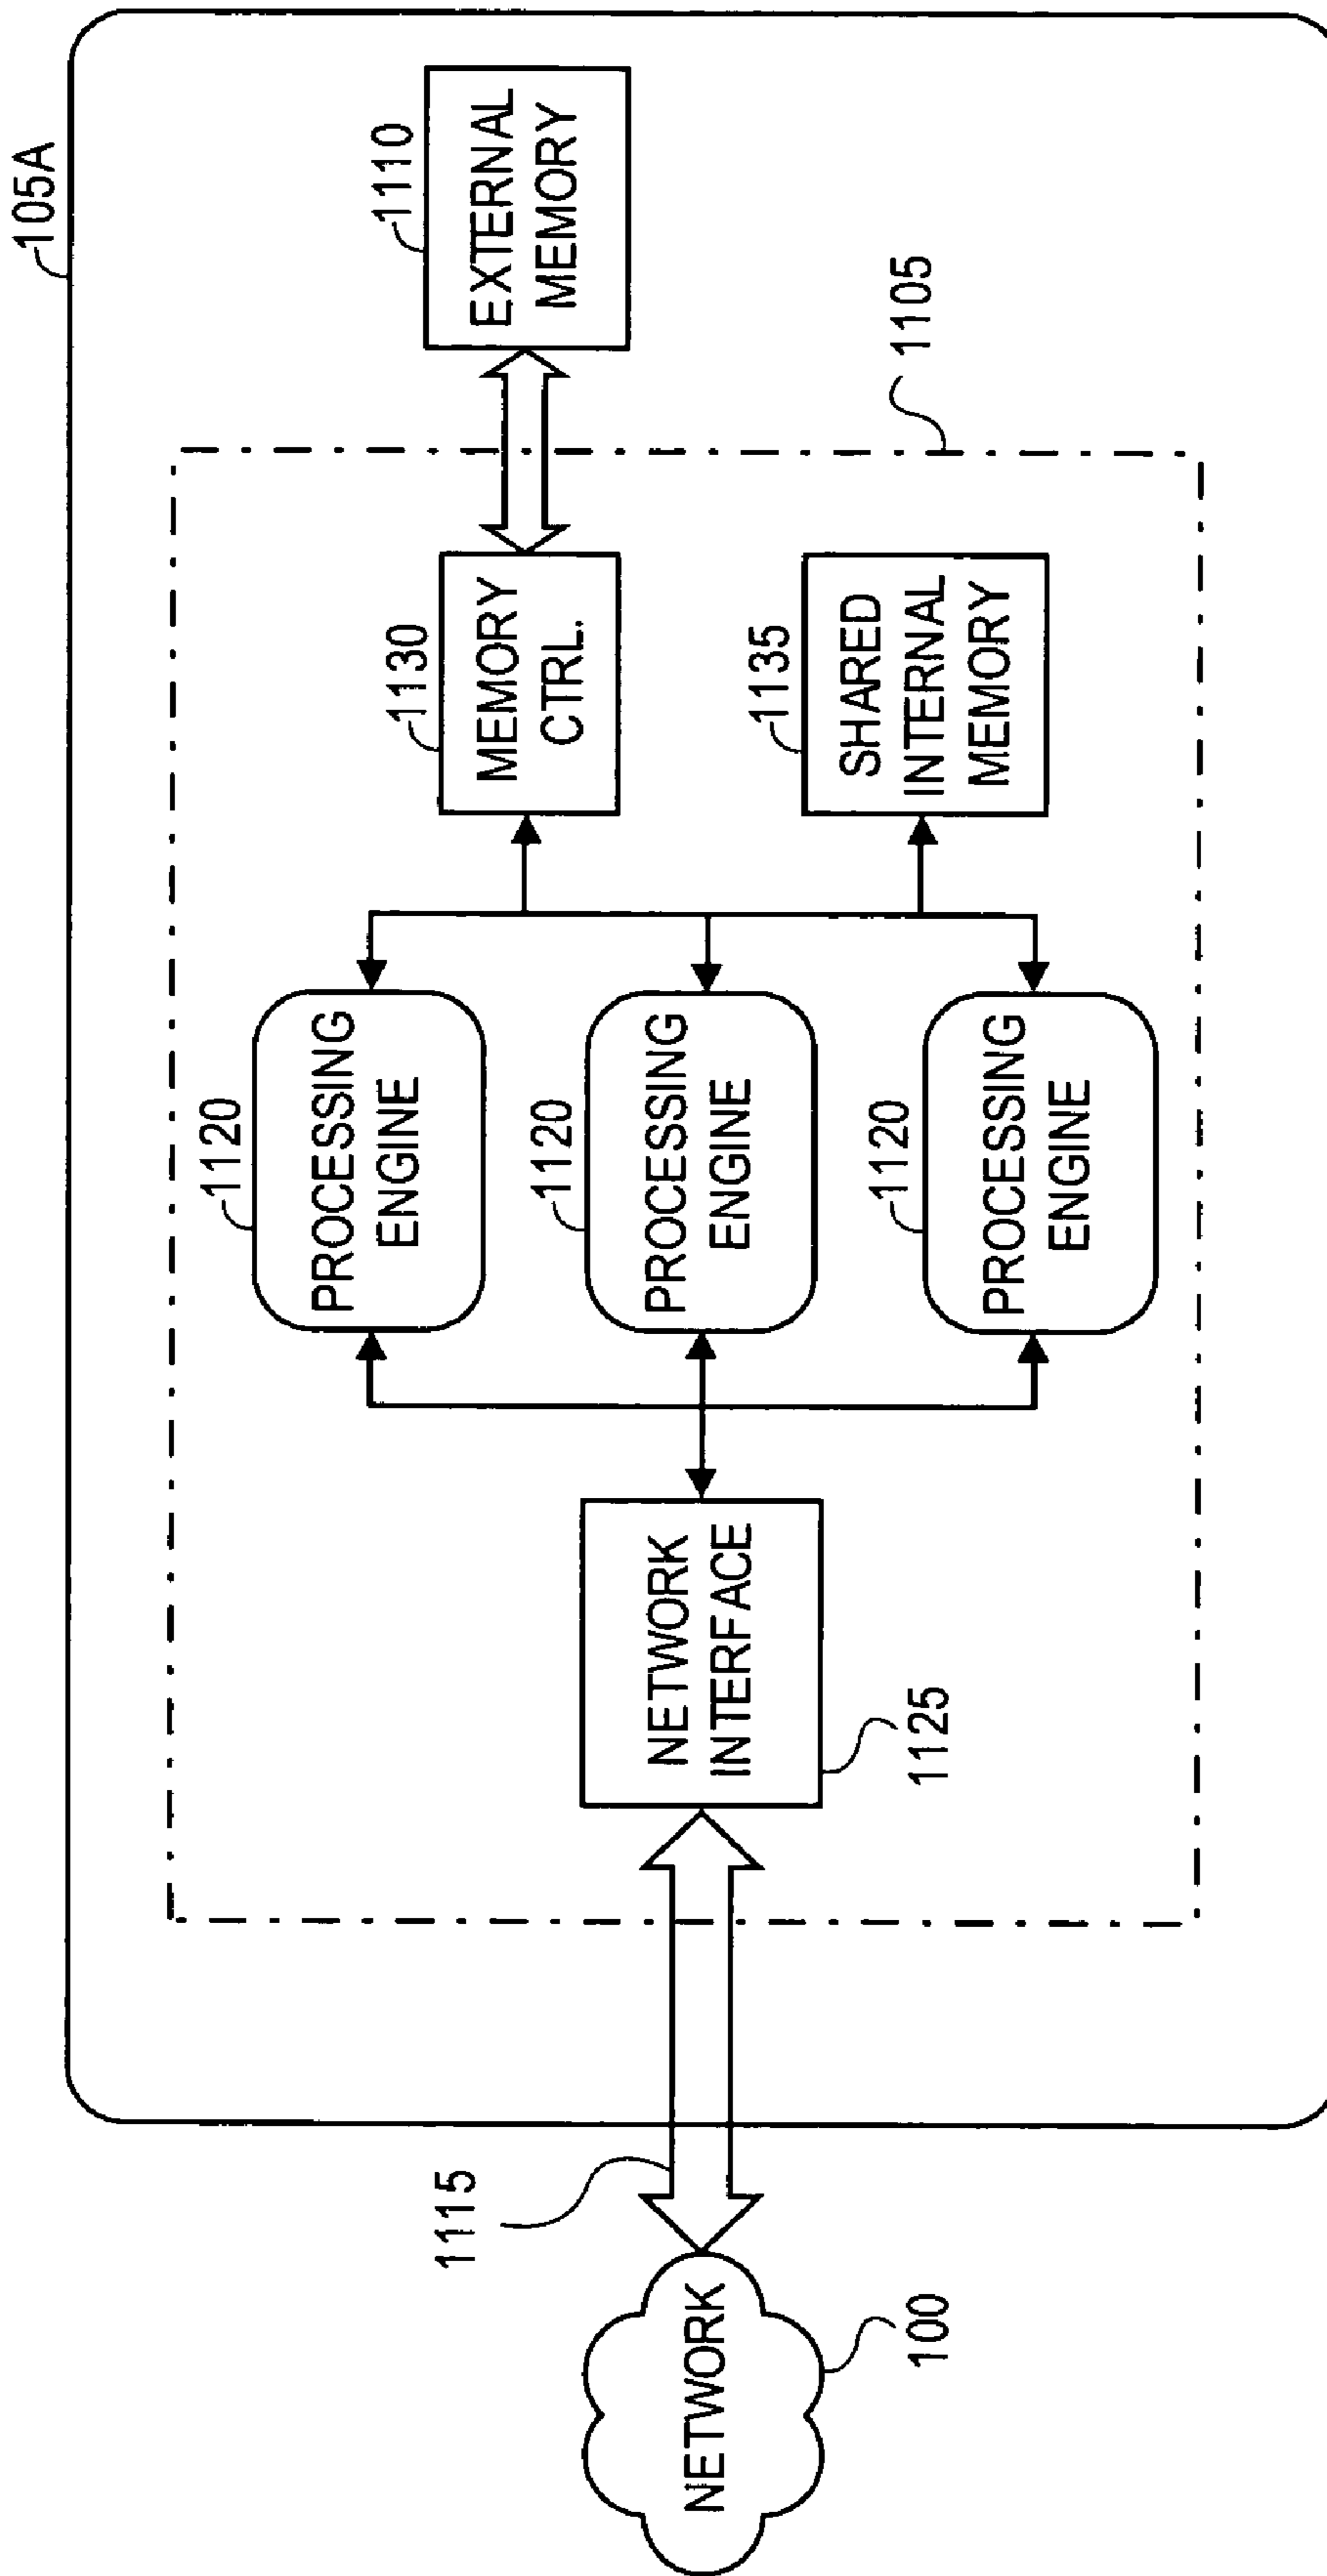 105A
1110
EXTERNAL
MEMORY
1105
1130
MEMORY
CTRL.
1135
SHARED
INTERNAL
MEMORY
1120
PROCESSING
ENGINE
1120
PROCESSING
ENGINE
1120
PROCESSING
ENGINE
NETWORK
INTERFACE
1125
1115
NETWORK
100